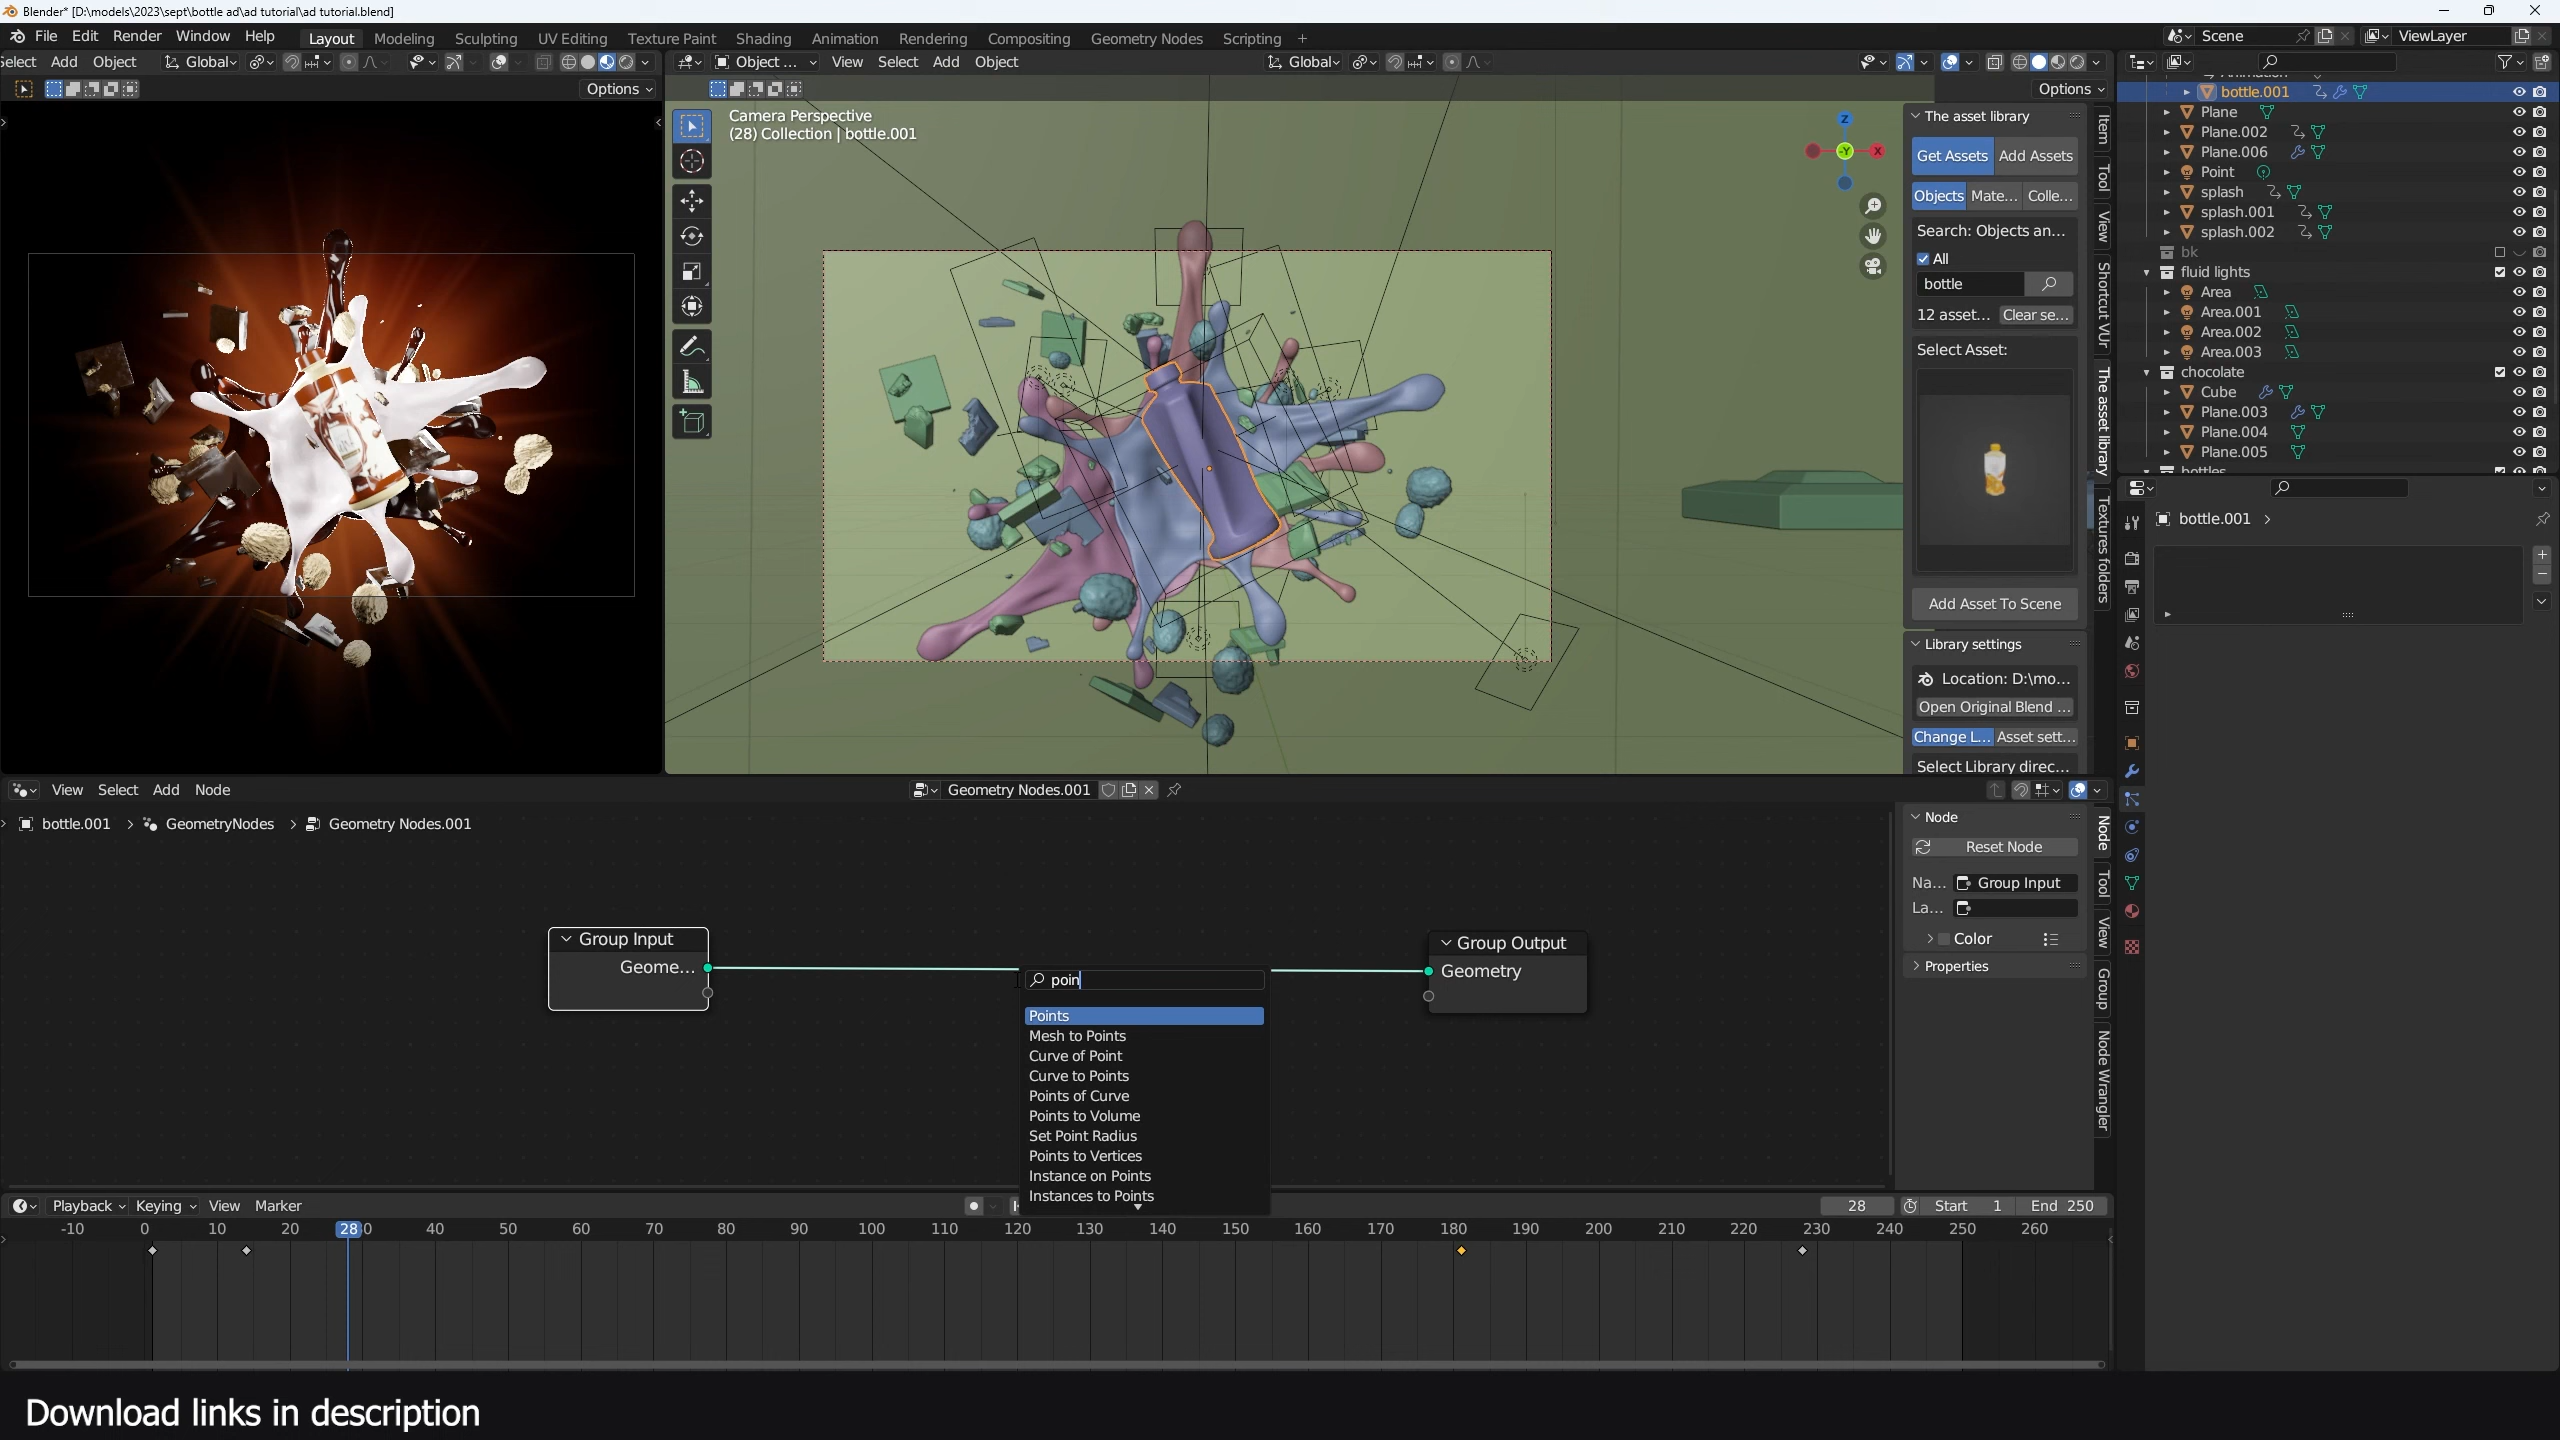 Blender* [D:\models\2023\sept\bottle ad\ad tutorial\ad tutorial.blend]
File Edit Render Window Help Layout Modeling Sculpting UV Editing Texture Paint Shading Animation Rendering Compositing Geometry Nodes Scripting + Scene ViewLayer
elect Add Object Global Object ... View Select Add Object Global
Options Options
Camera Perspective
(28) Collection | bottle.001
Z
X
-Y
The asset library
Get Assets Add Assets
Objects Mate... Colle...
Search: Objects an...
All
bottle
12 asset... Clear se...
Select Asset:
Add Asset To Scene
Library settings
Location: D:\mo...
Open Original Blend ...
Change L... Asset sett...
Select Library direc...
Item
Tool
View
Shortcut VUr
The asset library
Textures folders
Animation
bottle.001
Plane
Plane.002
Plane.006
Point
splash
splash.001
splash.002
bk
fluid lights
Area
Area.001
Area.002
Area.003
chocolate
Cube
Plane.003
Plane.004
Plane.005
bottles
bottle.001
View Select Add Node Geometry Nodes.001
bottle.001 GeometryNodes Geometry Nodes.001
Group Input
Geome...
poin
Points
Mesh to Points
Curve of Point
Curve to Points
Points of Curve
Points to Volume
Set Point Radius
Points to Vertices
Instance on Points
Instances to Points
Group Output
Geometry
Node
Reset Node
Na... Group Input
La...
Color
Properties
Node
Tool
View
Group
Node Wrangler
Playback Keying View Marker 28 Start 1 End 250
-10 0 10 20 28 0 40 50 60 70 80 90 100 110 120 130 140 150 160 170 180 190 200 210 220 230 240 250 260
Download links in description